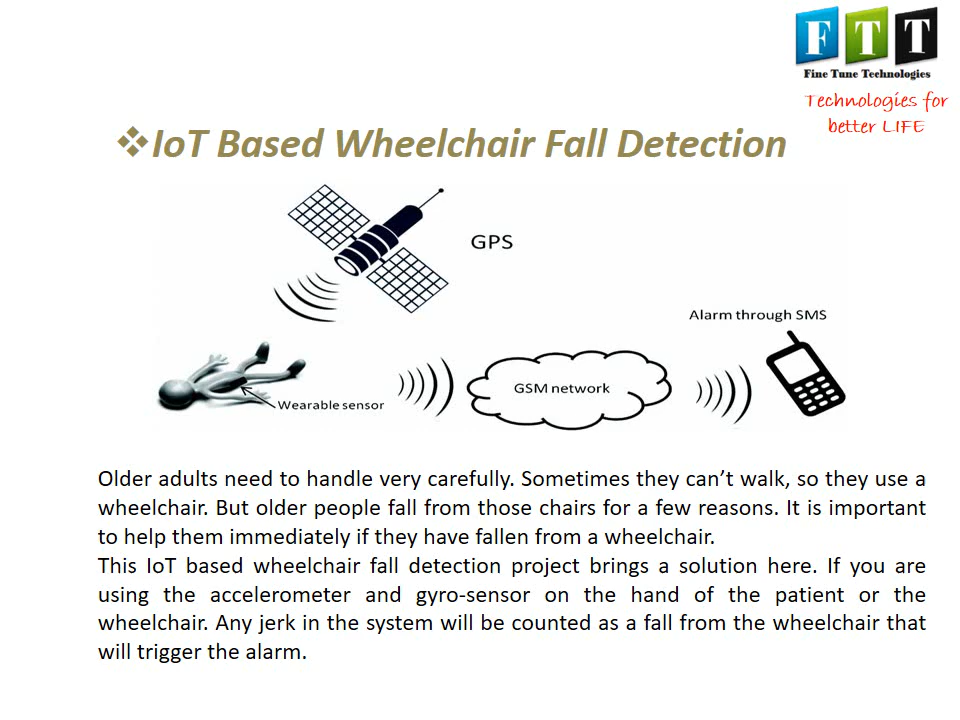 F T T
Fine Tune Technologies
Technologies for
better LIFE
❖IoT Based Wheelchair Fall Detection
GPS
Alarm through SMS
GSM network
Wearable sensor
Older adults need to handle very carefully. Sometimes they can’t walk, so they use a
wheelchair. But older people fall from those chairs for a few reasons. It is important
to help them immediately if they have fallen from a wheelchair.
This IoT based wheelchair fall detection project brings a solution here. If you are
using the accelerometer and gyro-sensor on the hand of the patient or the
wheelchair. Any jerk in the system will be counted as a fall from the wheelchair that
will trigger the alarm.